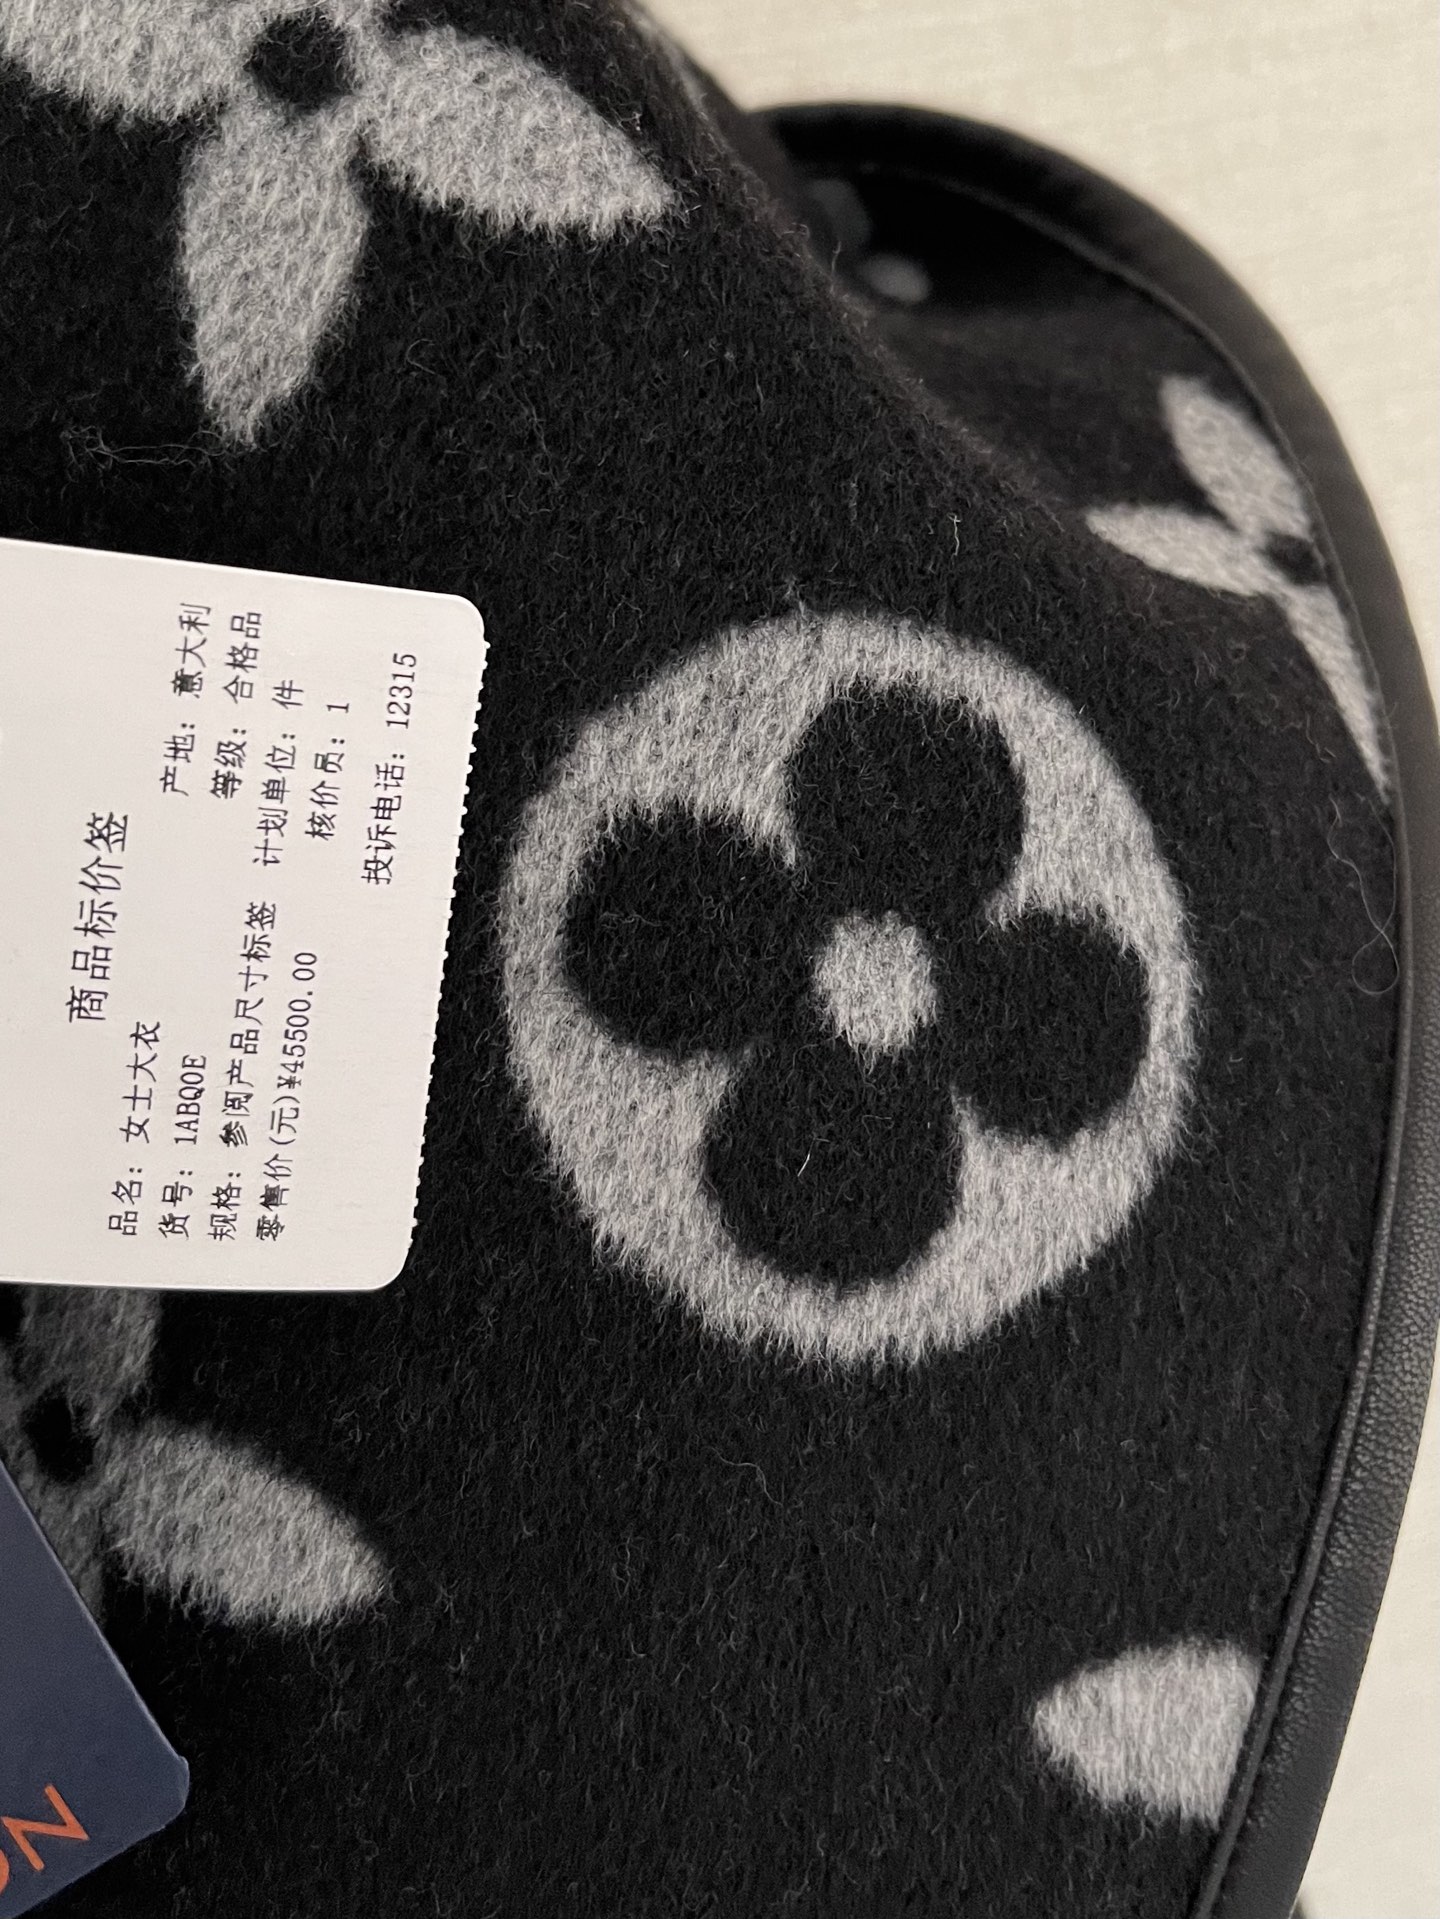 商品标价签
品名: 女士大衣 产地: 意大利
货号: 1ABQ0E 等级: 合格品
规格: 参阅产品尺寸标签 计划单位: 件
零售价(元)¥45500.00 核价员: 1
投诉电话: 12315